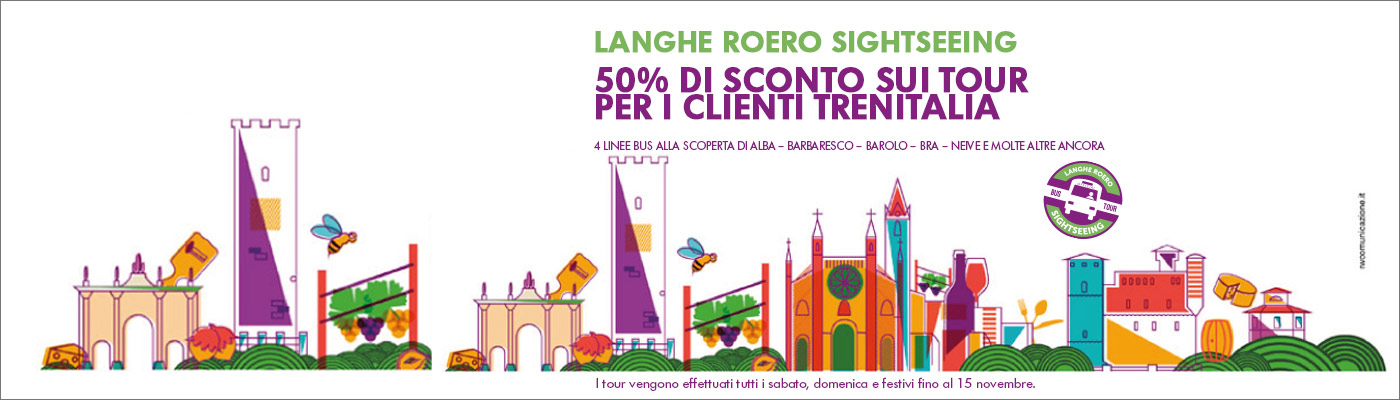 LANGHE ROERO SIGHTSEEING
50% DI SCONTO SUI TOUR
PER I CLIENTI TRENITALIA
4 LINEE BUS ALLA SCOPERTA DI ALBA – BARBARESCO – BAROLO – BRA – NEIVE E MOLTE ALTRE ANCORA
LANGHE ROERO
BUS TOUR
SIGHTSEEING
rwcomunicazione.it
I tour vengono effettuati tutti i sabato, domenica e festivi fino al 15 novembre.